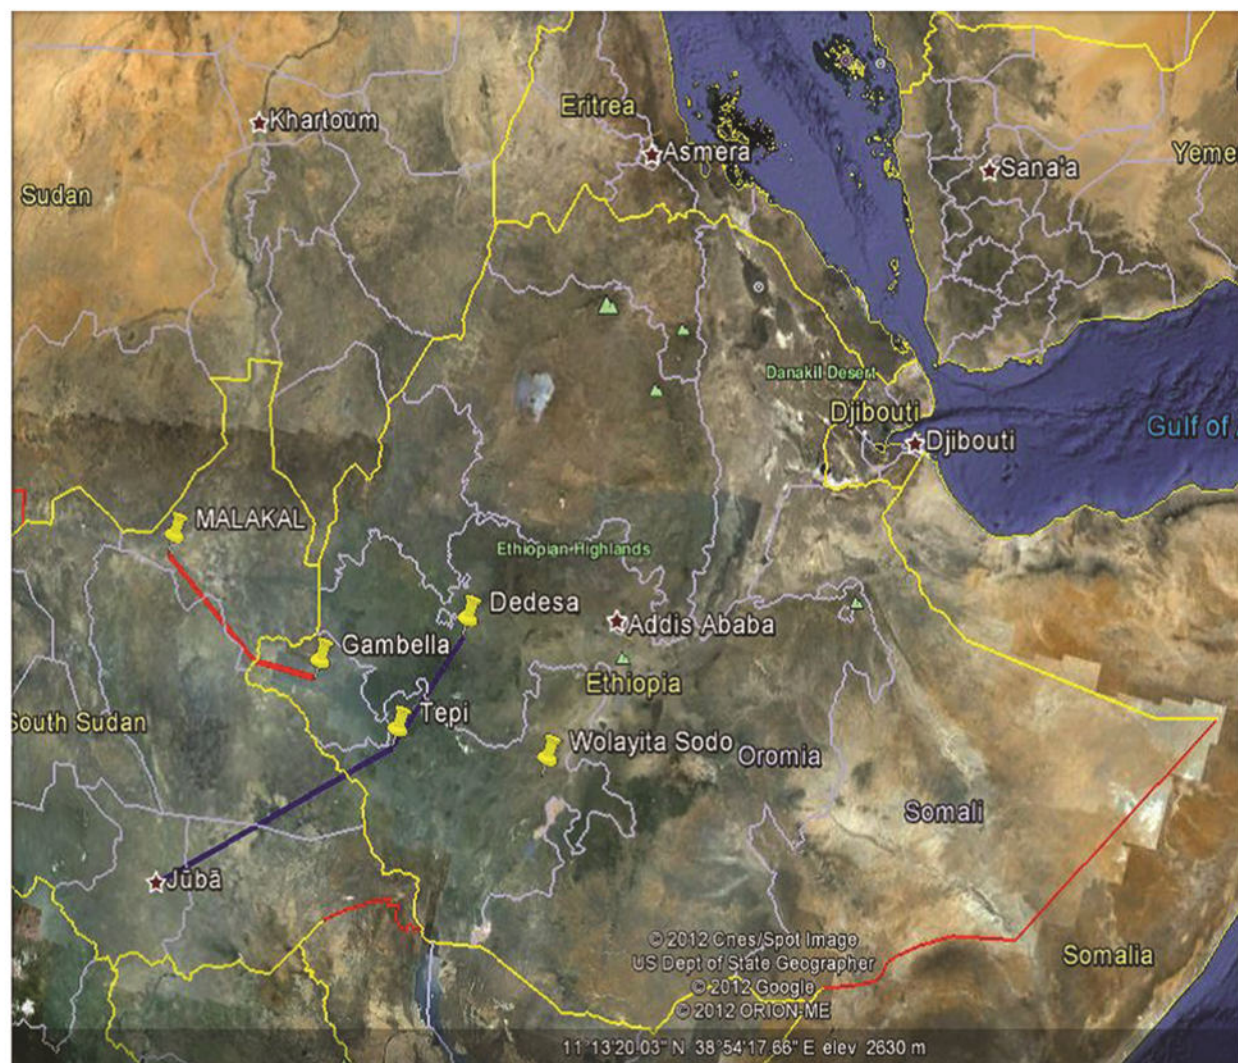 Khartoum
Eritrea
Asmera
Sana'a
Yeme
Sudan
Danakil Desert
Djibouti
Djibouti
Gulf of
MALAKAL
Ethiopian Highlands
Dedesa
Addis Ababa
Gambella
Ethiopia
Tepi
South Sudan
Wolayita Sodo
Oromia
Somali
Jūbā
Somalia
© 2012 Cnes/Spot Image
US Dept of State Geographer
© 2012 Google
© 2012 ORION-ME
11°13'20.03" N 38°54'17.66" E elev 2630 m